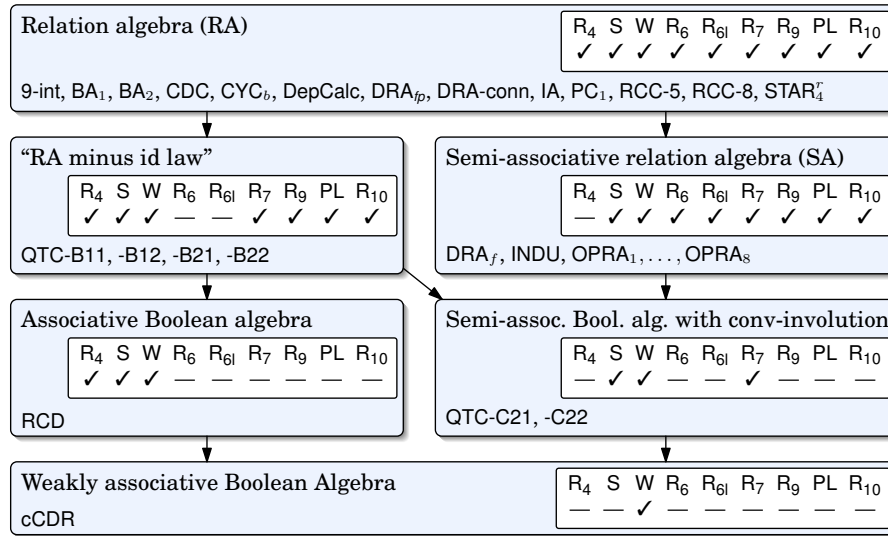 Relation algebra (RA)
R4 S W R6 R6l R7 R9 PL R10
✓ ✓ ✓ ✓ ✓ ✓ ✓ ✓ ✓
9-int, BA1, BA2, CDC, CYCb, DepCalc, DRAfp, DRA-conn, IA, PC1, RCC-5, RCC-8, STAR4^r
“RA minus id law”
R4 S W R6 R6l R7 R9 PL R10
✓ ✓ ✓ — — ✓ ✓ ✓ ✓
QTC-B11, -B12, -B21, -B22
Semi-associative relation algebra (SA)
R4 S W R6 R6l R7 R9 PL R10
— ✓ ✓ ✓ ✓ ✓ ✓ ✓ ✓
DRAf, INDU, OPRA1,..., OPRA8
Associative Boolean algebra
R4 S W R6 R6l R7 R9 PL R10
✓ ✓ ✓ — — — — — —
RCD
Semi-assoc. Bool. alg. with conv-involution
R4 S W R6 R6l R7 R9 PL R10
— ✓ ✓ — — ✓ — — —
QTC-C21, -C22
Weakly associative Boolean Algebra
R4 S W R6 R6l R7 R9 PL R10
— — ✓ — — — — — —
cCDR